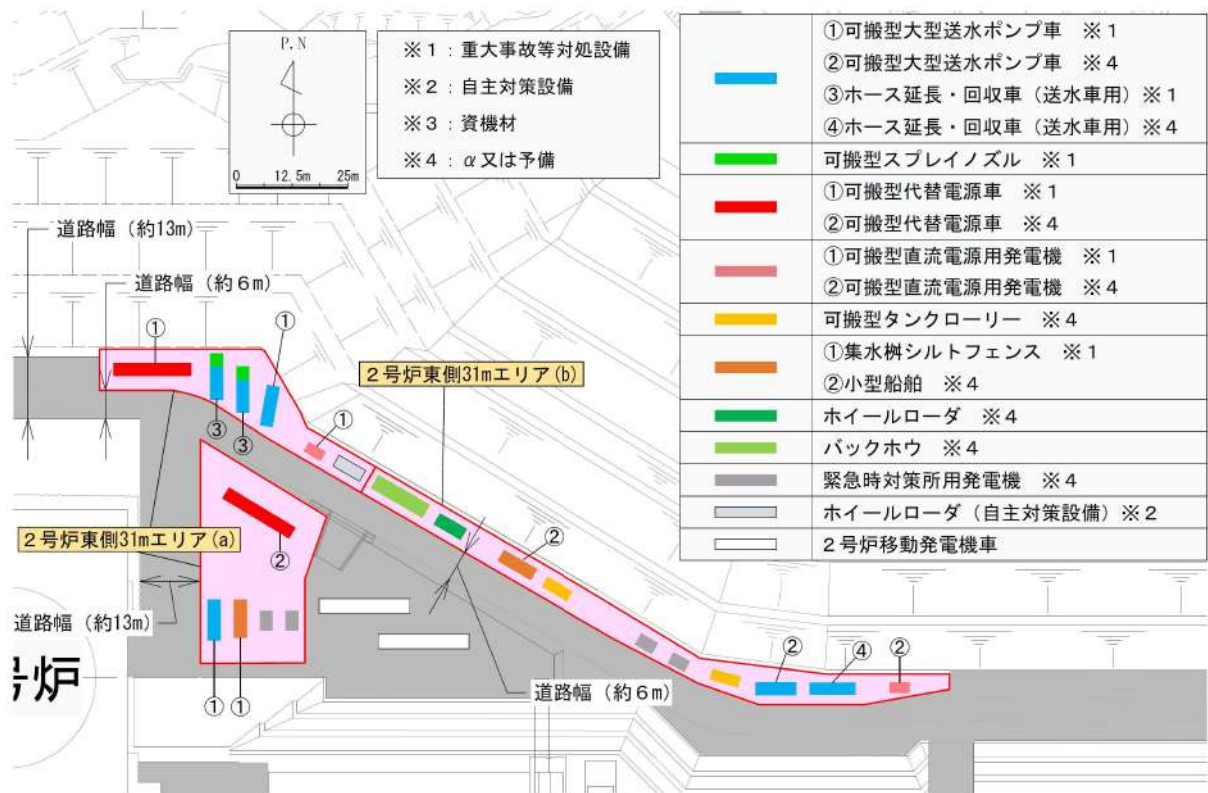 P.N
0 12.5m 25m
※1：重大事故等対処設備
※2：自主対策設備
※3：資機材
※4：α又は予備
①可搬型大型送水ポンプ車 ※1
②可搬型大型送水ポンプ車 ※4
③ホース延長・回収車（送水車用）※1
④ホース延長・回収車（送水車用）※4
可搬型スプレイノズル ※1
①可搬型代替電源車 ※1
②可搬型代替電源車 ※4
①可搬型直流電源用発電機 ※1
②可搬型直流電源用発電機 ※4
可搬型タンクローリー ※4
①集水桝シルトフェンス ※1
②小型船舶 ※4
ホイールローダ ※4
バックホウ ※4
緊急時対策所用発電機 ※4
ホイールローダ（自主対策設備）※2
2号炉移動発電機車
道路幅（約13m）
道路幅（約6m）
①
①
③
③
①
2号炉東側31mエリア(b)
②
2号炉東側31mエリア(a)
②
道路幅（約13m）
①
①
道路幅（約6m）
②
④
②
号炉